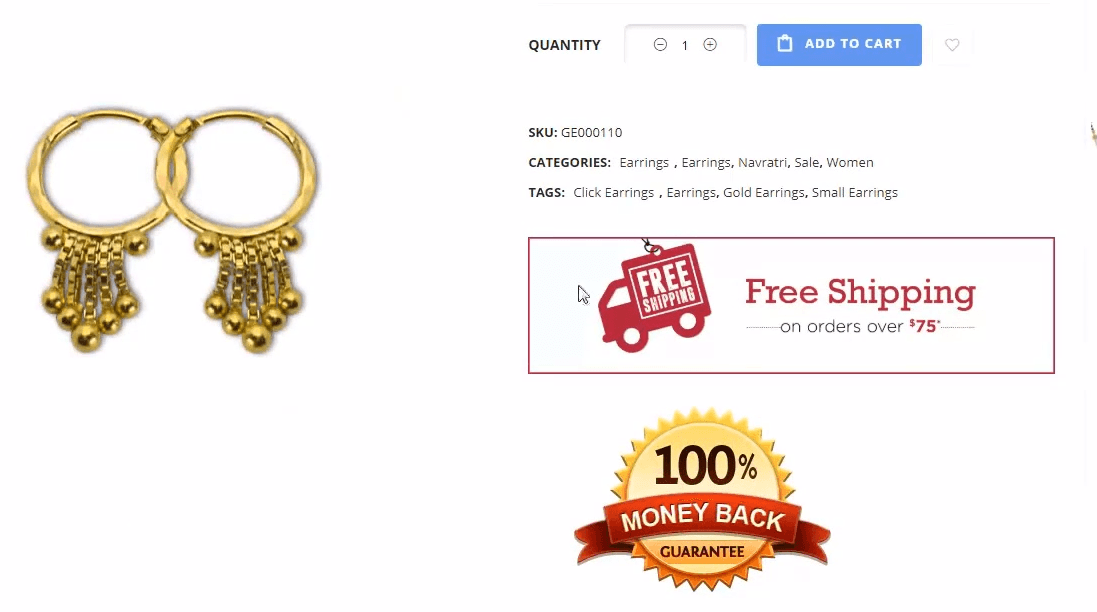 QUANTITY 1 ADD TO CART
SKU: GE000110
CATEGORIES: Earrings , Earrings, Navratri, Sale, Women
TAGS: Click Earrings , Earrings, Gold Earrings, Small Earrings
FREE
SHIPPING
Free Shipping
on orders over $75*
100%
MONEY BACK
GUARANTEE